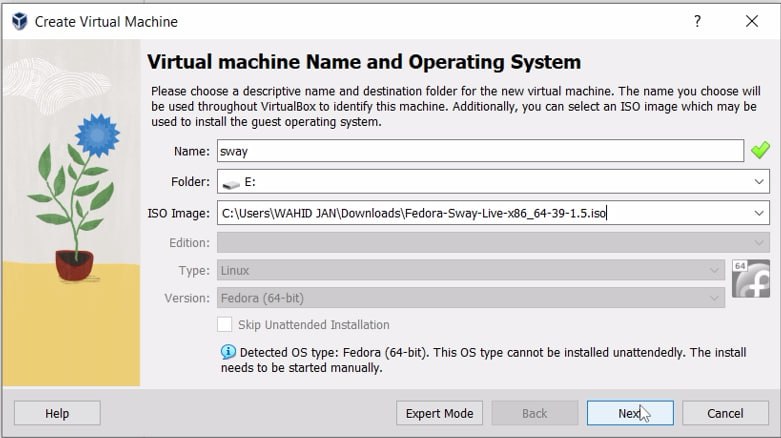 Create Virtual Machine
?
Virtual machine Name and Operating System
Please choose a descriptive name and destination folder for the new virtual machine. The name you choose will
be used throughout VirtualBox to identify this machine. Additionally, you can select an ISO image which may be
used to install the guest operating system.
Name: sway
Folder: E:
ISO Image: C:\Users\WAHID JAN\Downloads\Fedora-Sway-Live-x86_64-39-1.5.iso
Edition:
Type: Linux
64
Version: Fedora (64-bit)
Skip Unattended Installation
Detected OS type: Fedora (64-bit). This OS type cannot be installed unattendedly. The install
needs to be started manually.
Help Expert Mode Back Next Cancel